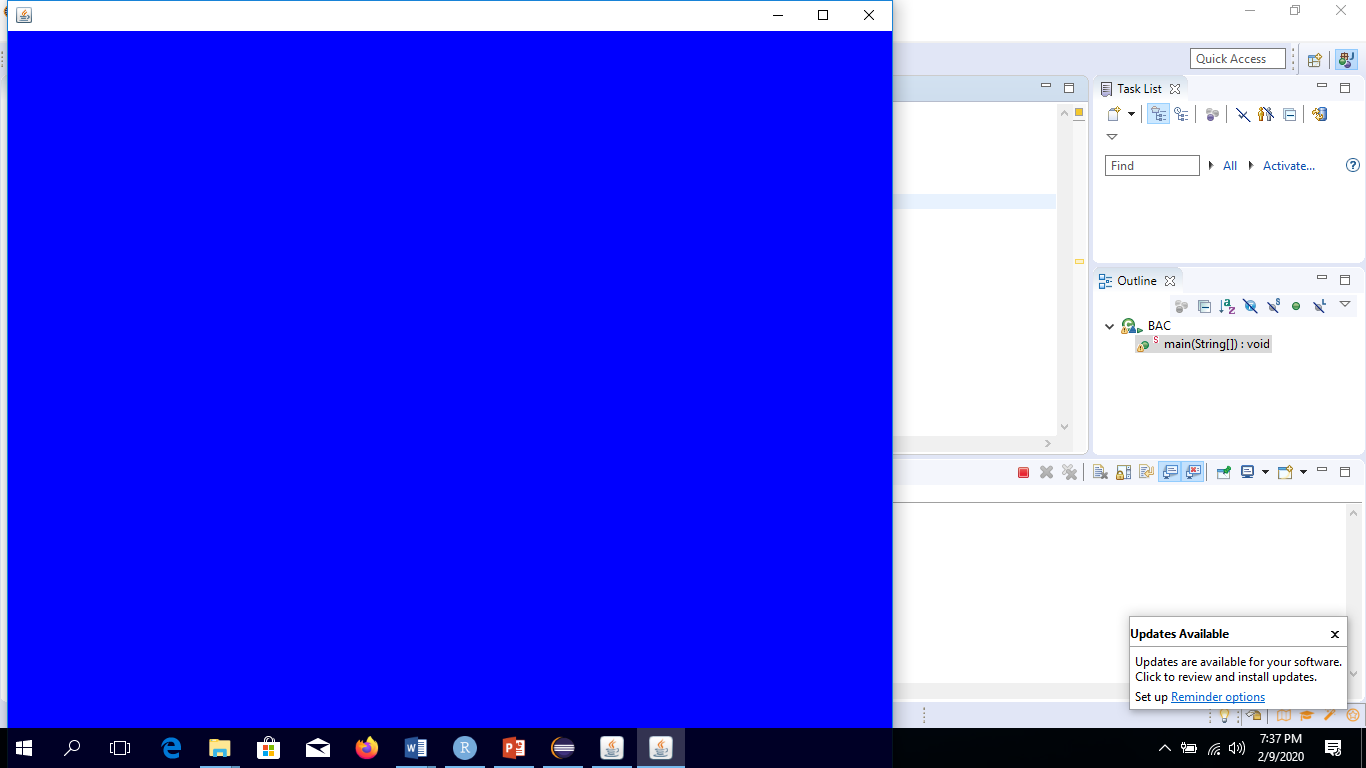 Quick Access
Task List
Find
All
Activate...
Outline
BAC
main(String[]) : void
Updates Available
Updates are available for your software.
Click to review and install updates.
Set up Reminder options
7:37 PM
2/9/2020